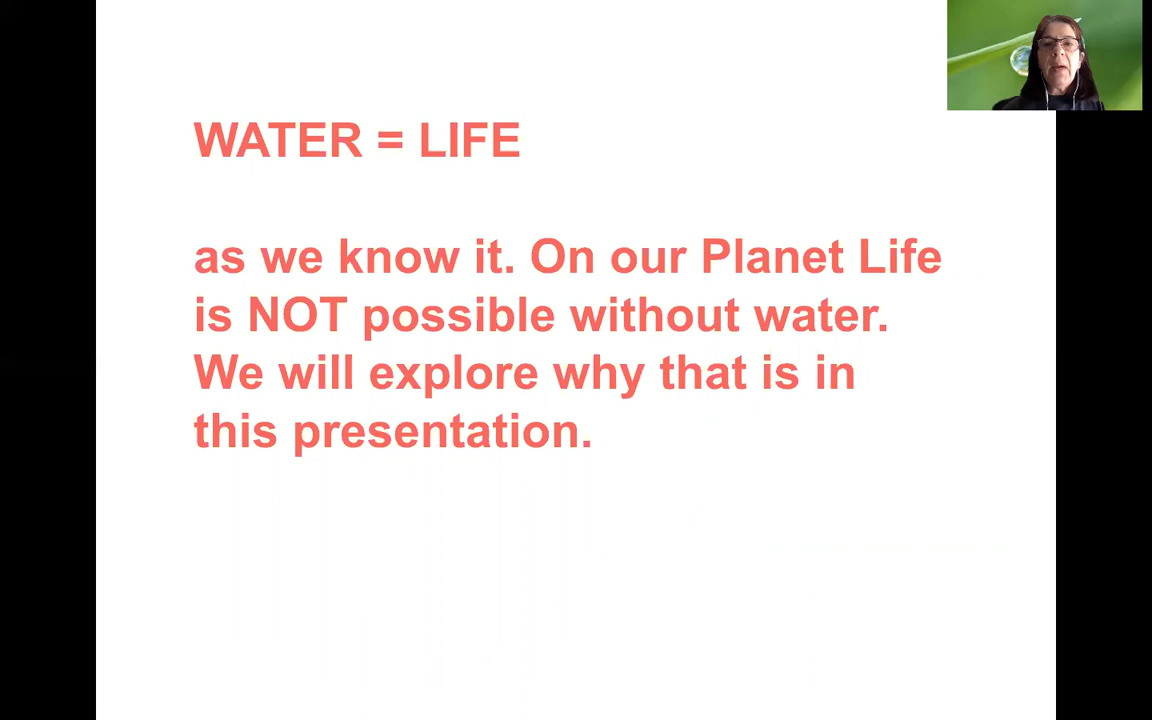 WATER = LIFE
as we know it. On our Planet Life
is NOT possible without water.
We will explore why that is in
this presentation.